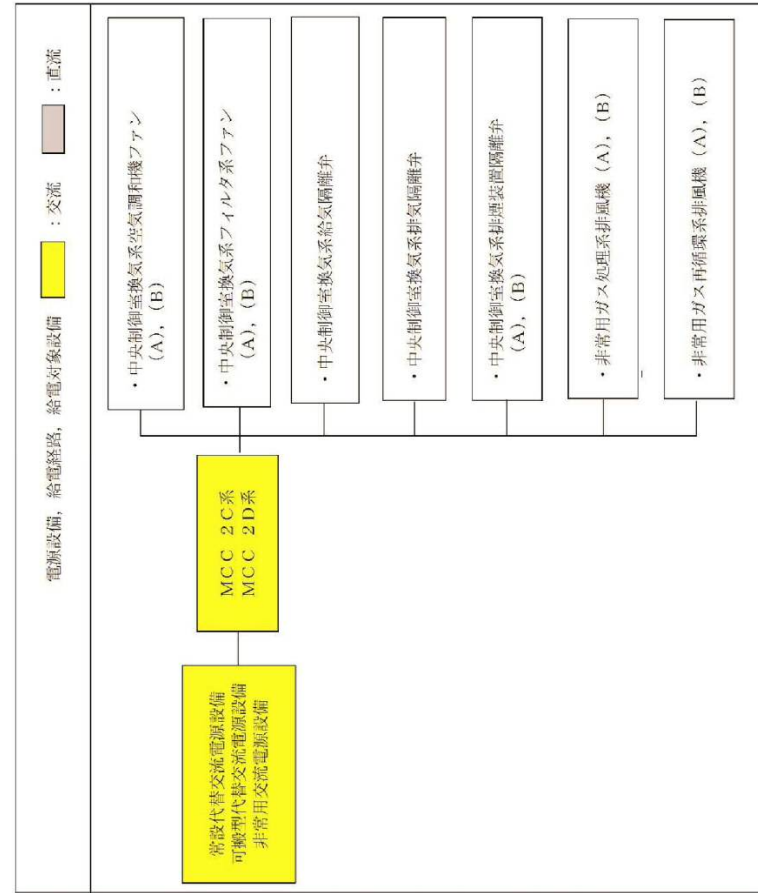 電源設備，給電経路，給電対象設備
：交流
：直流
常設代替交流電源設備
可搬型代替交流電源設備
非常用交流電源設備
ＭＣＣ ２Ｃ系
ＭＣＣ ２Ｄ系
・中央制御室換気系空気調和機ファン
（A），（B）
・中央制御室換気系フィルタ系ファン
（A），（B）
・中央制御室換気系給気隔離弁
・中央制御室換気系排気隔離弁
・中央制御室換気系排煙装置隔離弁
（A），（B）
・非常用ガス処理系排風機（A），（B）
・非常用ガス再循環系排風機（A），（B）